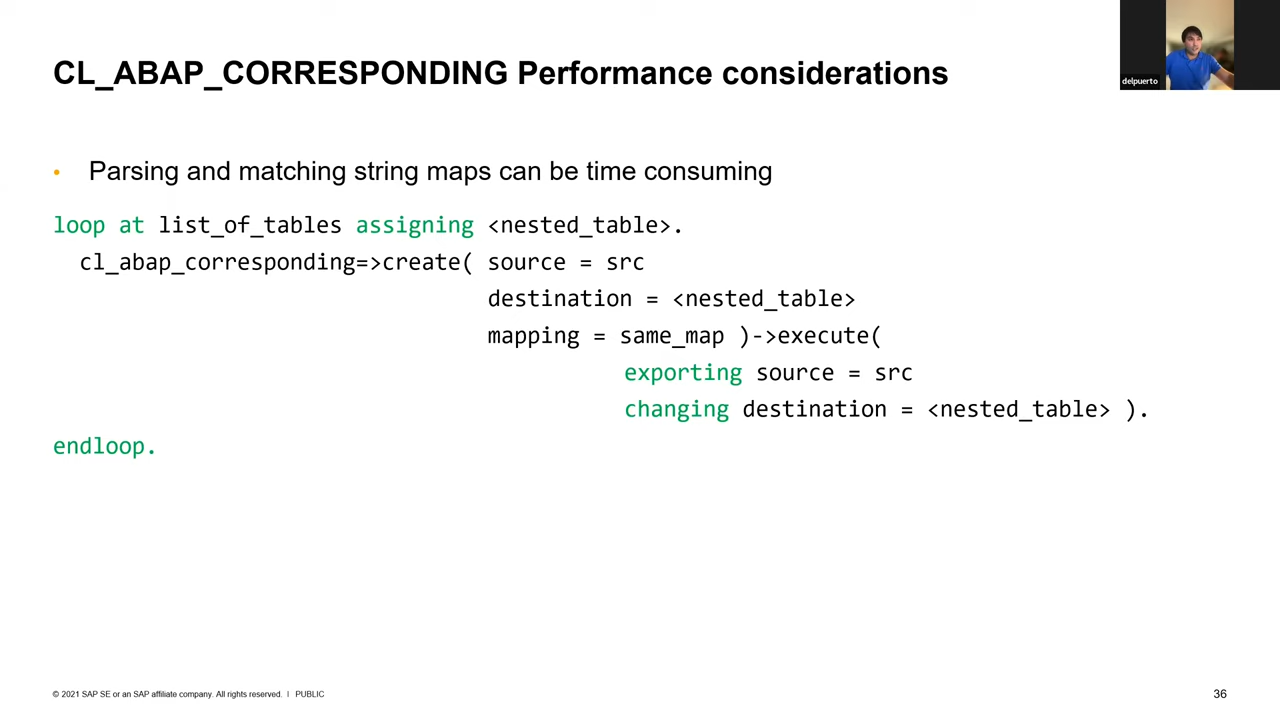 CL_ABAP_CORRESPONDING Performance considerations
delpuerto
• Parsing and matching string maps can be time consuming
loop at list_of_tables assigning <nested_table>.
cl_abap_corresponding=>create( source = src
destination = <nested_table>
mapping = same_map )->execute(
exporting source = src
changing destination = <nested_table> ).
endloop.
© 2021 SAP SE or an SAP affiliate company. All rights reserved. | PUBLIC
36